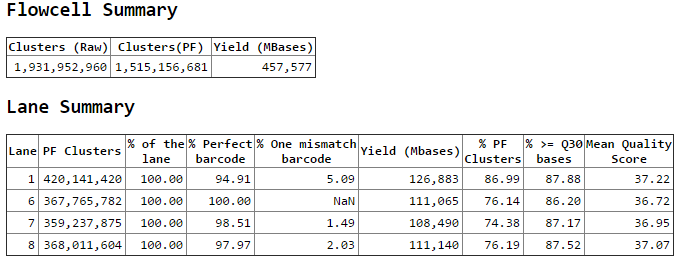 Flowcell Summary
Clusters (Raw) Clusters(PF) Yield (MBases)
1,931,952,960 1,515,156,681 457,577
Lane Summary
Lane PF Clusters % of the lane % Perfect barcode % One mismatch barcode Yield (Mbases) % PF Clusters % >= Q30 bases Mean Quality Score
1 420,141,420 100.00 94.91 5.09 126,883 86.99 87.88 37.22
6 367,765,782 100.00 100.00 NaN 111,065 76.14 86.20 36.72
7 359,237,875 100.00 98.51 1.49 108,490 74.38 87.17 36.95
8 368,011,604 100.00 97.97 2.03 111,140 76.19 87.52 37.07